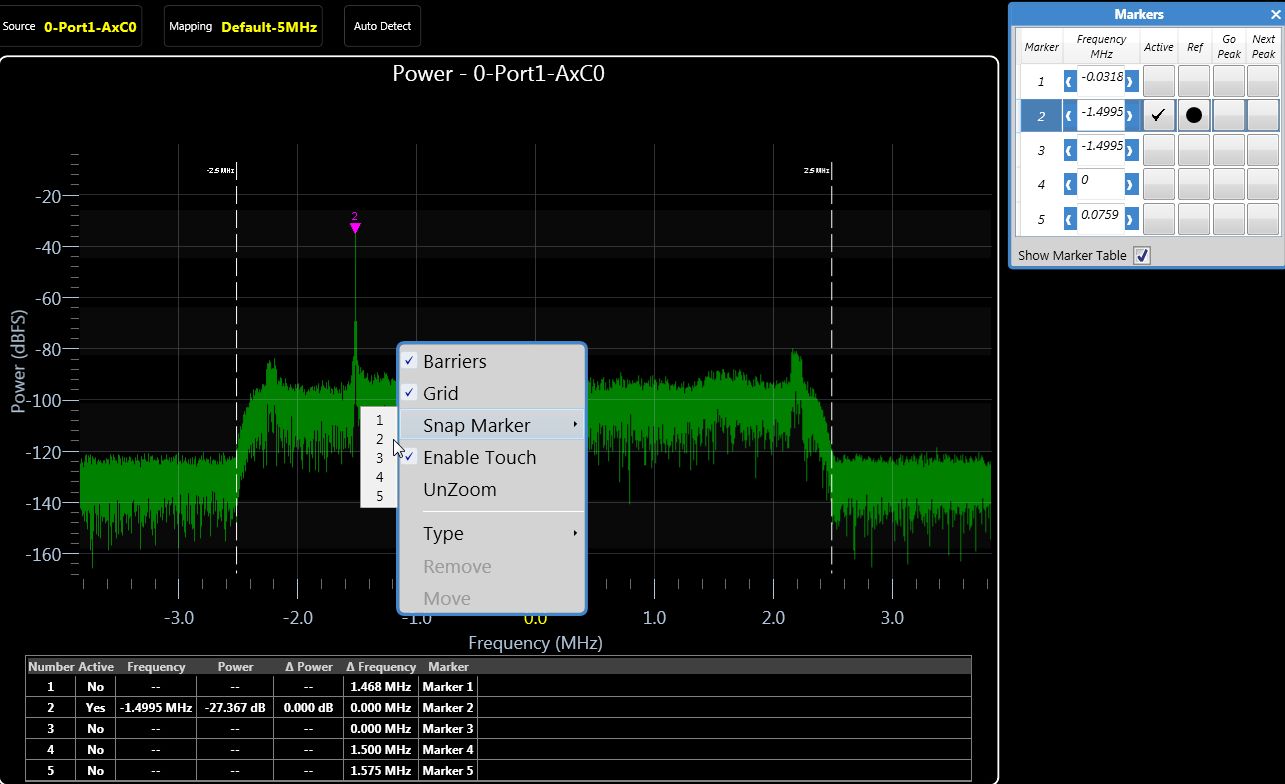 Source 0-Port1-AxC0
Mapping Default-5MHz
Auto Detect
Power - 0-Port1-AxC0
-2.5 MHz
2.5 MHz
2
Power (dBFS)
-20
-40
-60
-80
-100
-120
-140
-160
-3.0 -2.0 -1.0 0.0 1.0 2.0 3.0
Frequency (MHz)
✓ Barriers
✓ Grid
Snap Marker
✓ Enable Touch
UnZoom
Type
Remove
Move
1
2
3
4
5
Number Active Frequency Power Δ Power Δ Frequency Marker
1 No -- -- -- 1.468 MHz Marker 1
2 Yes -1.4995 MHz -27.367 dB 0.000 dB 0.000 MHz Marker 2
3 No -- -- -- 0.000 MHz Marker 3
4 No -- -- -- 1.500 MHz Marker 4
5 No -- -- -- 1.575 MHz Marker 5
Markers
Marker Frequency MHz Active Ref Go Peak Next Peak
1 -0.0318
2 -1.4995 ✓ ●
3 -1.4995
4 0
5 0.0759
Show Marker Table ✓